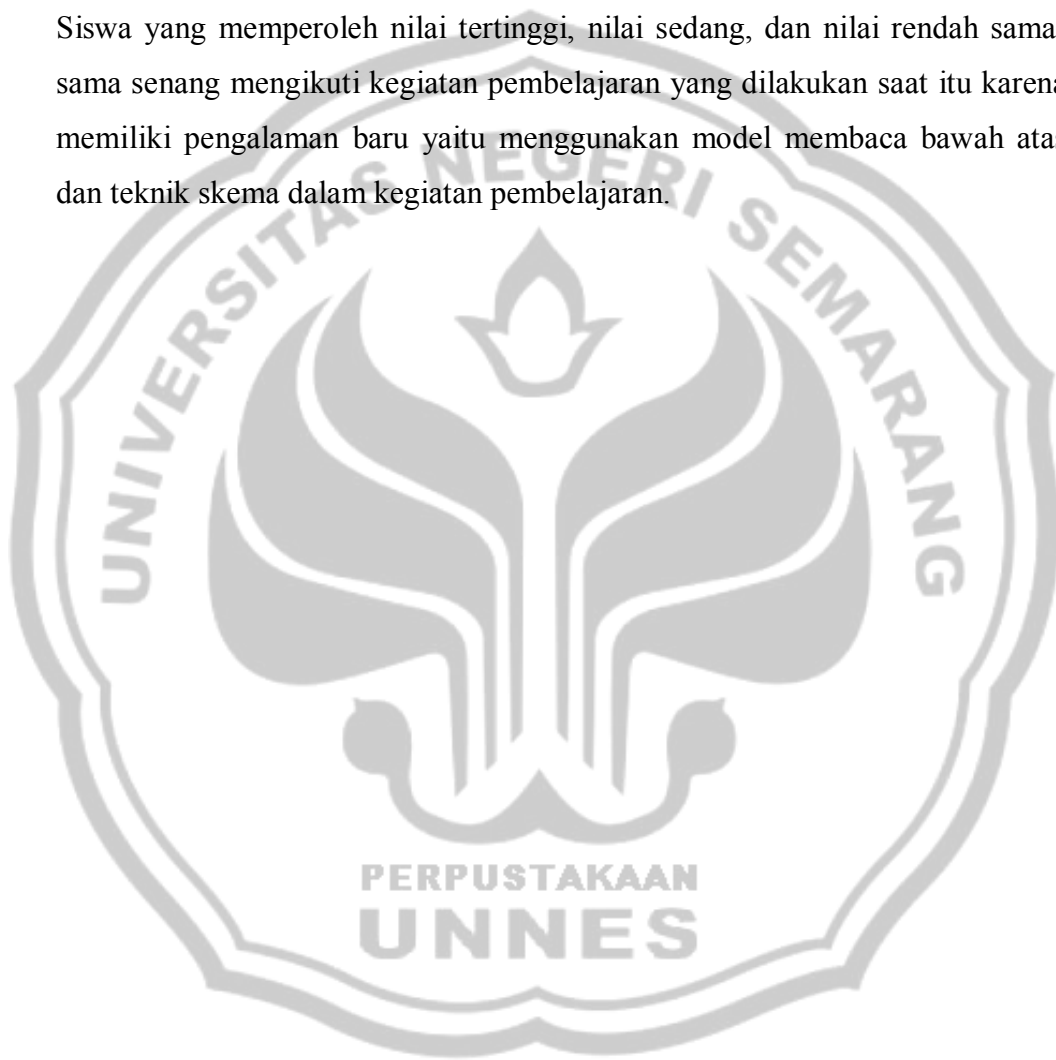 Siswa yang memperoleh nilai tertinggi, nilai sedang, dan nilai rendah sama-
sama senang mengikuti kegiatan pembelajaran yang dilakukan saat itu karena
memiliki pengalaman baru yaitu menggunakan model membaca bawah atas
dan teknik skema dalam kegiatan pembelajaran.
UNIVERSITAS NEGERI SEMARANG
PERPUSTAKAAN
UNNES